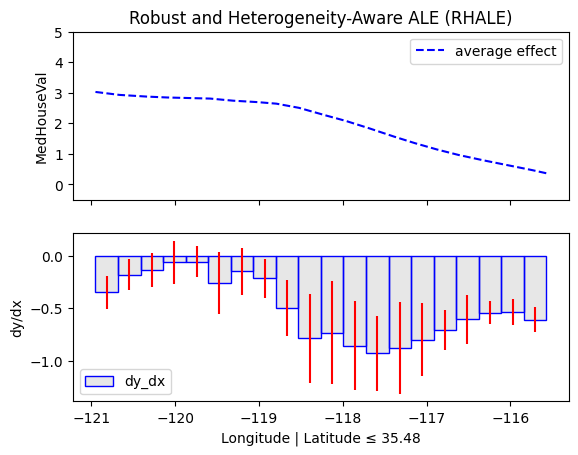 Robust and Heterogeneity-Aware ALE (RHALE)
5
4
3
2
1
0
MedHouseVal
average effect
0.0
−0.5
−1.0
dy/dx
dy_dx
−121
−120
−119
−118
−117
−116
Longitude | Latitude ≤ 35.48